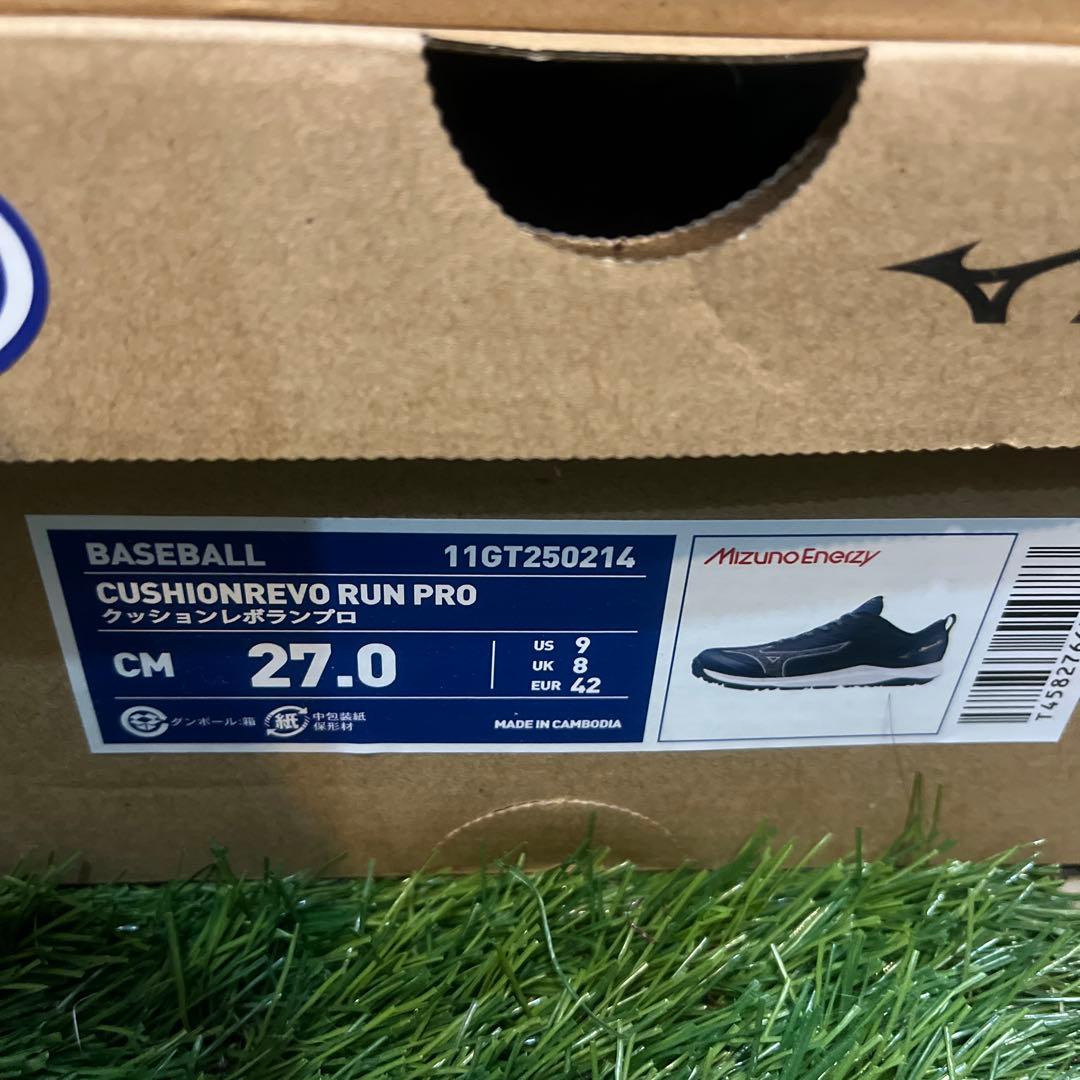 BASEBALL 11GT250214
CUSHIONREVO RUN PRO
クッションレボランプロ
CM 27.0
US 9
UK 8
EUR 42
ダンボール:箱
紙
中包装紙
保形材
MADE IN CAMBODIA
MizunoEnerzy